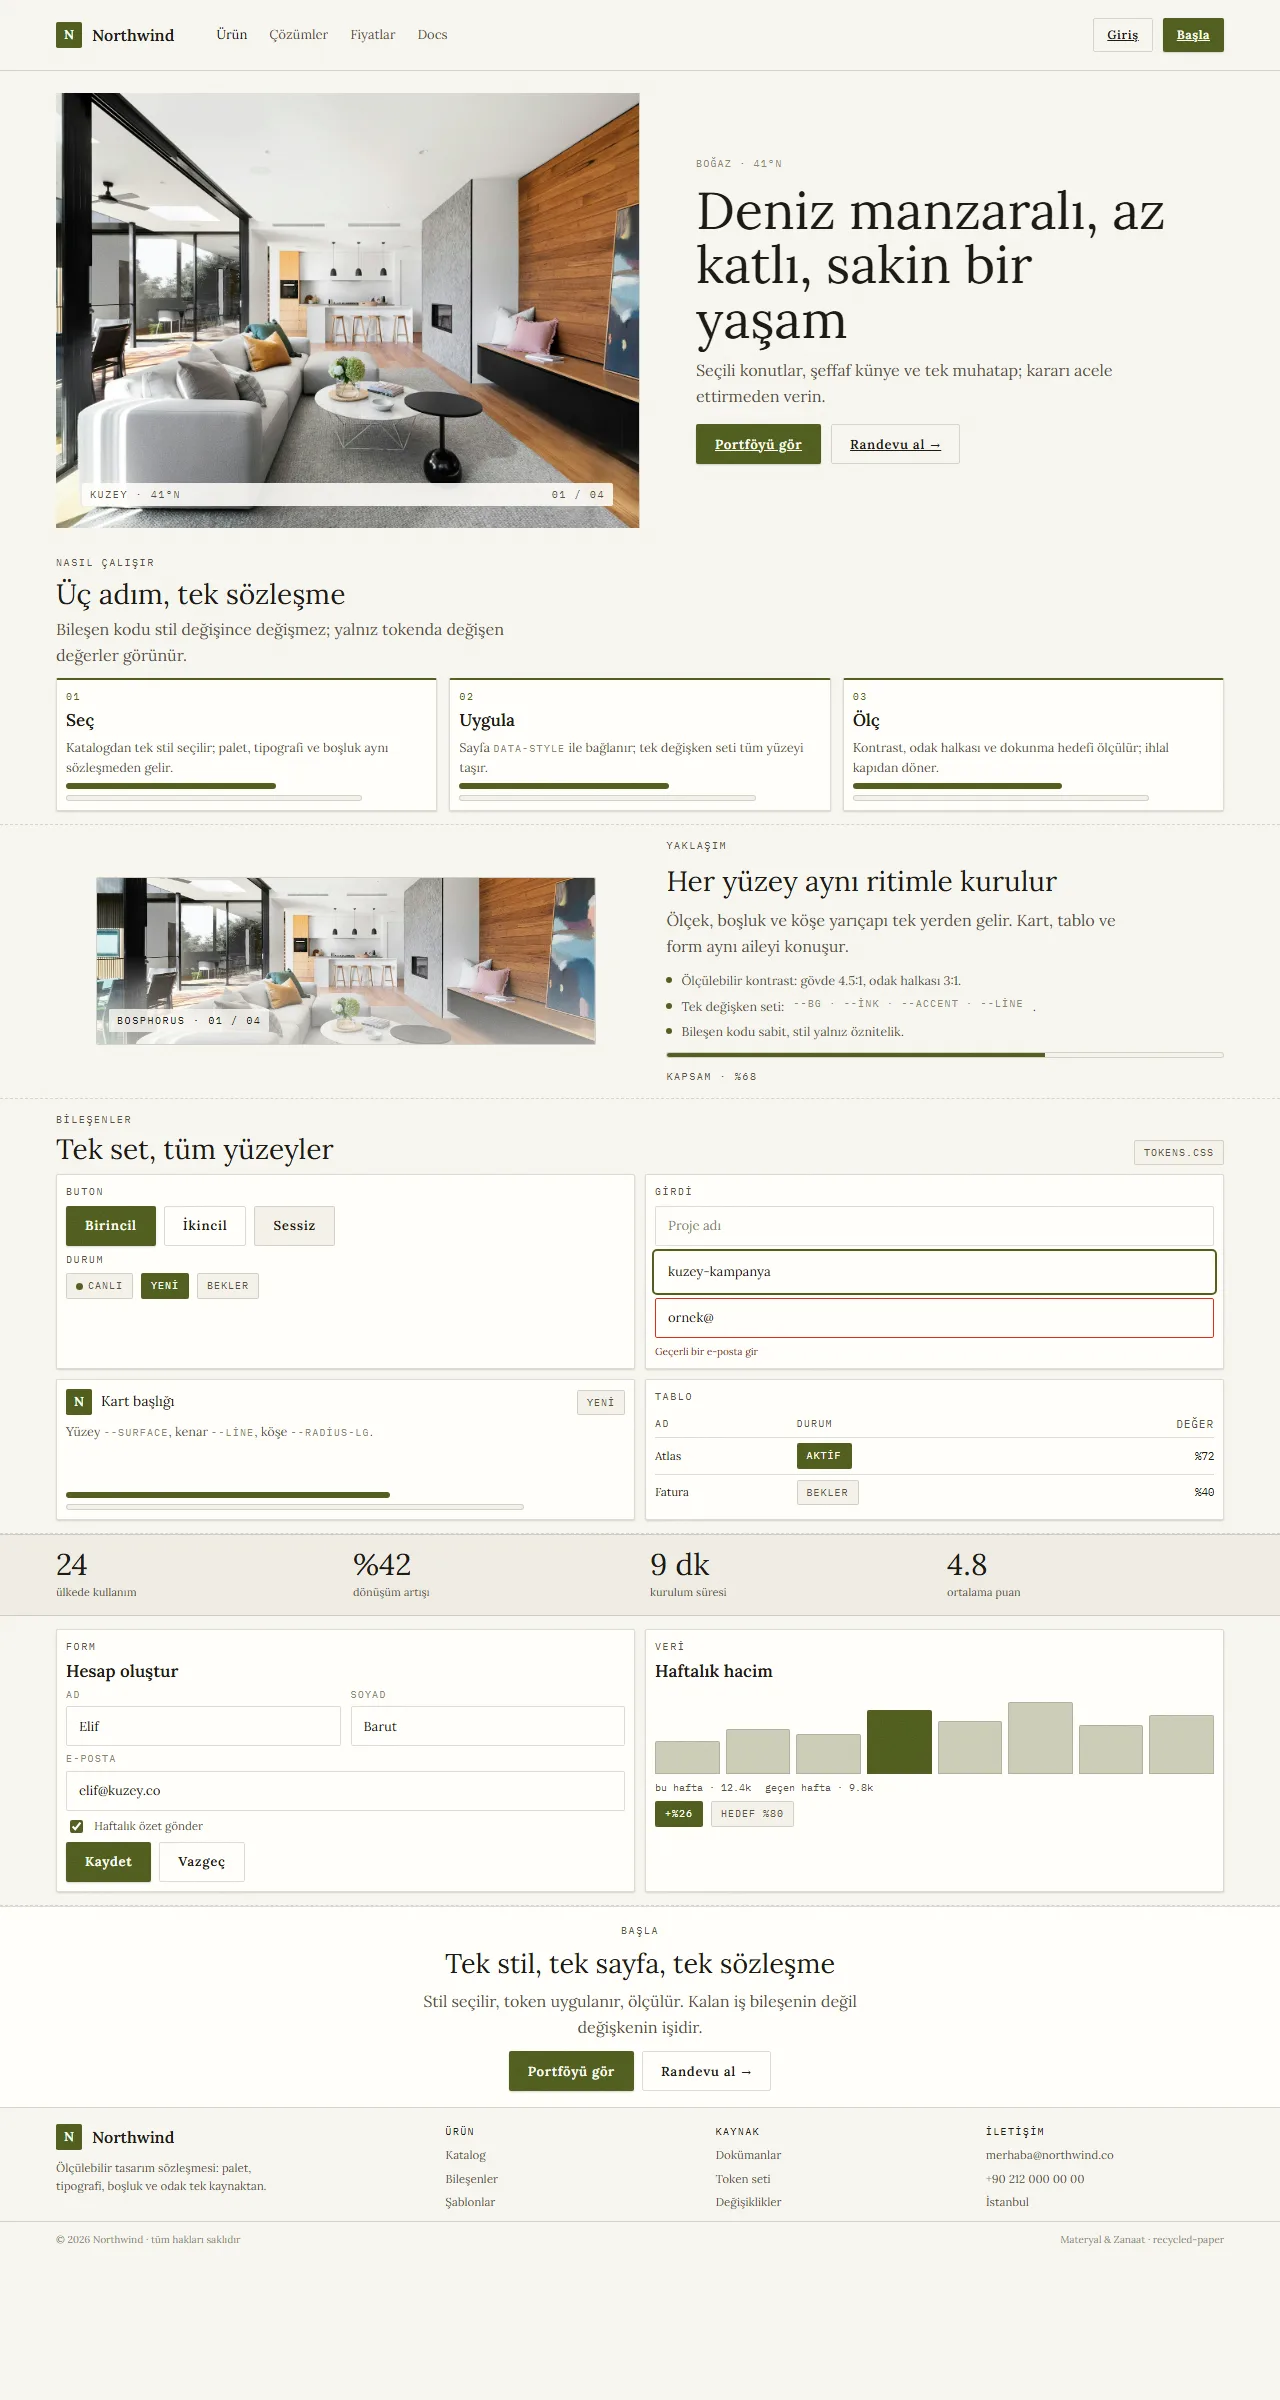 N Northwind Ürün Çözümler Fiyatlar Docs Giriş Başla
BOĞAZ · 41°N
Deniz manzaralı, az
katlı, sakin bir
yaşam
Seçili konutlar, şeffaf künye ve tek muhatap; kararı acele
ettirmeden verin.
Portföyü gör Randevu al →
KUZEY · 41°N 01 / 04
NASIL ÇALIŞIR
Üç adım, tek sözleşme
Bileşen kodu stil değişince değişmez; yalnız tokenda değişen
değerler görünür.
01
Seç
Katalogdan tek stil seçilir; palet, tipografi ve boşluk aynı
sözleşmeden gelir.
02
Uygula
Sayfa DATA-STYLE ile bağlanır; tek değişken seti tüm yüzeyi
taşır.
03
Ölç
Kontrast, odak halkası ve dokunma hedefi ölçülür; ihlal
kapıdan döner.
BOSPHORUS · 01 / 04
YAKLAŞIM
Her yüzey aynı ritimle kurulur
Ölçek, boşluk ve köşe yarıçapı tek yerden gelir. Kart, tablo ve
form aynı aileyi konuşur.
Ölçülebilir kontrast: gövde 4.5:1, odak halkası 3:1.
Tek değişken seti: --BG · --İNK · --ACCENT · --LİNE .
Bileşen kodu sabit, stil yalnız öznitelik.
KAPSAM · %68
BİLEŞENLER
Tek set, tüm yüzeyler
TOKENS.CSS
BUTON
Birincil İkincil Sessiz
DURUM
CANLI YENİ BEKLER
GİRDİ
Proje adı
kuzey-kampanya
ornek@
Geçerli bir e-posta gir
N Kart başlığı YENİ
Yüzey --SURFACE, kenar --LİNE, köşe --RADİUS-LG.
TABLO
AD DURUM DEĞER
Atlas AKTİF %72
Fatura BEKLER %40
24 %42 9 dk 4.8
ülkede kullanım dönüşüm artışı kurulum süresi ortalama puan
FORM
Hesap oluştur
AD SOYAD
Elif Barut
E-POSTA
elif@kuzey.co
Haftalık özet gönder
Kaydet Vazgeç
VERİ
Haftalık hacim
bu hafta · 12.4k geçen hafta · 9.8k
+%26 HEDEF %80
BAŞLA
Tek stil, tek sayfa, tek sözleşme
Stil seçilir, token uygulanır, ölçülür. Kalan iş bileşenin değil
değişkenin işidir.
Portföyü gör Randevu al →
N Northwind
Ölçülebilir tasarım sözleşmesi: palet,
tipografi, boşluk ve odak tek kaynaktan.
ÜRÜN
Katalog
Bileşenler
Şablonlar
KAYNAK
Dokümanlar
Token seti
Değişiklikler
İLETİŞİM
merhaba@northwind.co
+90 212 000 00 00
İstanbul
© 2026 Northwind · tüm hakları saklıdır Materyal & Zanaat · recycled-paper